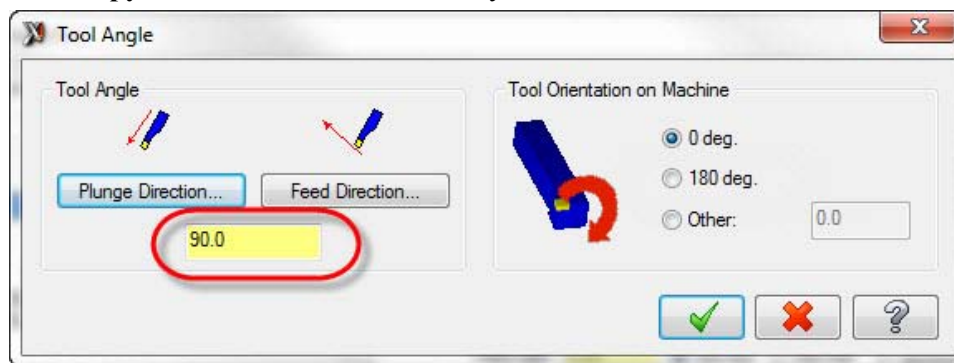 Tool Angle
Tool Angle
Plunge Direction...
Feed Direction...
90.0
Tool Orientation on Machine
0 deg.
180 deg.
Other:
0.0